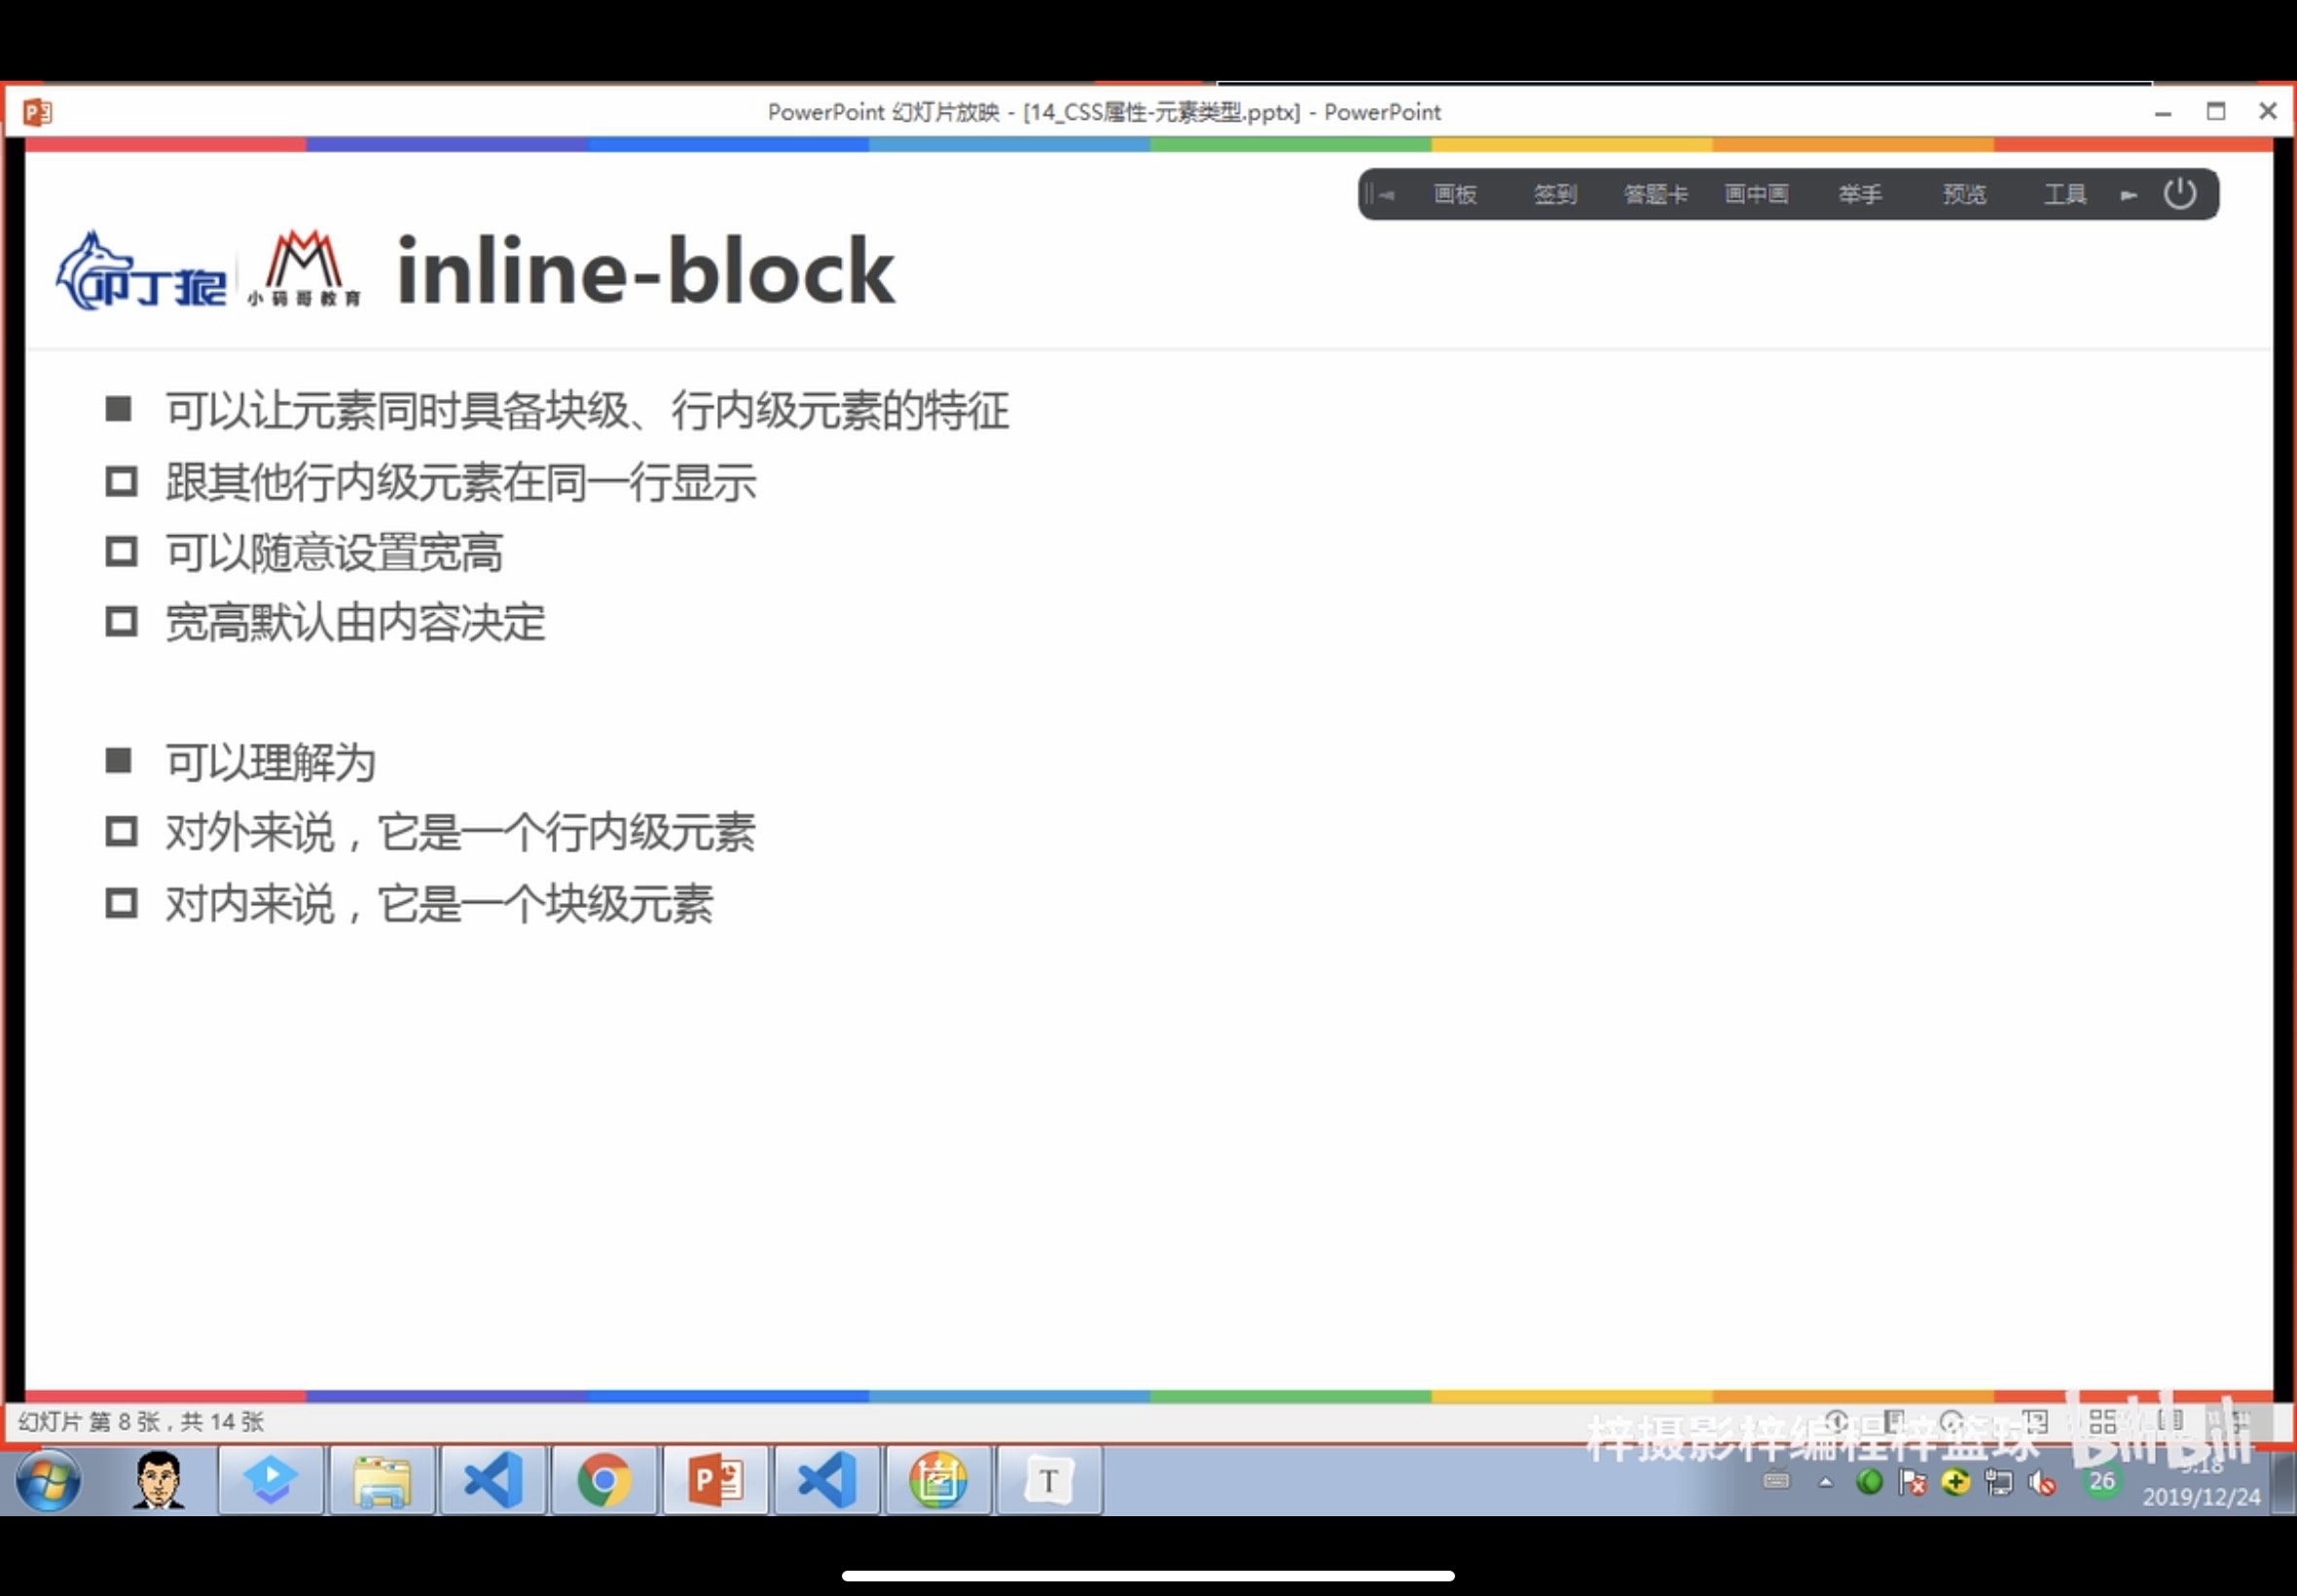 PowerPoint 幻灯片放映 - [14_CSS属性-元素类型.pptx] - PowerPoint
画板 签到 答题卡 画中画 举手 预览 工具
叩丁狼 小码哥教育 inline-block
可以让元素同时具备块级、行内级元素的特征
跟其他行内级元素在同一行显示
可以随意设置宽高
宽高默认由内容决定
可以理解为
对外来说，它是一个行内级元素
对内来说，它是一个块级元素
幻灯片 第 8 张，共 14 张
梓摄影梓编程梓篮球 bilibili
T
26
9:18
2019/12/24